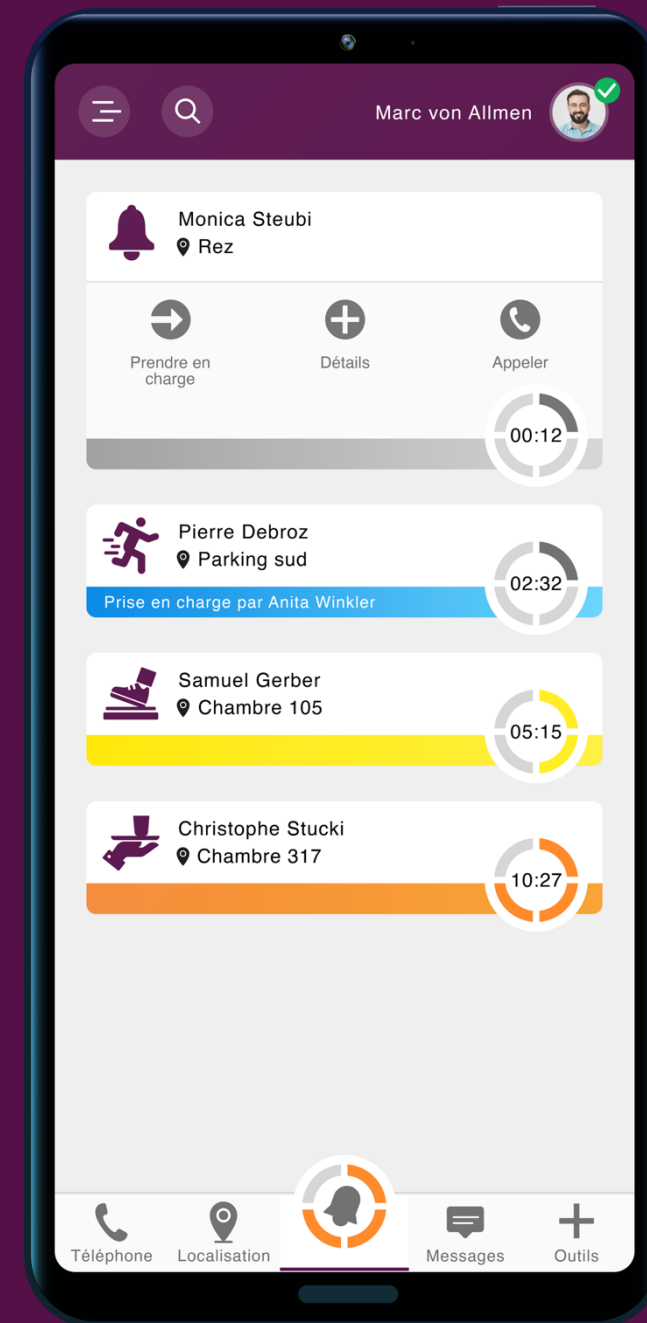 Marc von Allmen
Monica Steubi
Rez
Prendre en
charge
Détails
Appeler
00:12
Pierre Debroz
Parking sud
02:32
Prise en charge par Anita Winkler
Samuel Gerber
Chambre 105
05:15
Christophe Stucki
Chambre 317
10:27
Téléphone
Localisation
Messages
Outils